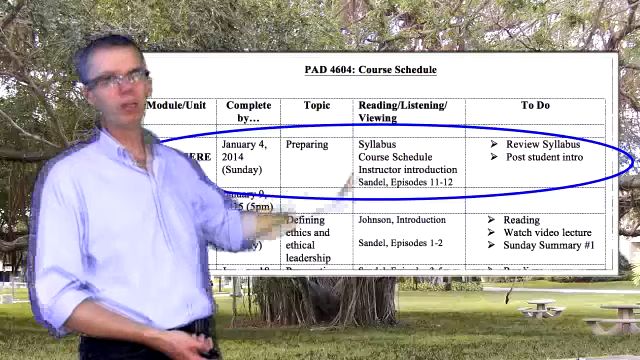 PAD 4604: Course Schedule
Module/Unit Complete by… Topic Reading/Listening/ Viewing To Do
January 4, 2014 (Sunday)
Preparing
Syllabus
Course Schedule
Instructor introduction
Sandel, Episodes 11-12
➢ Review Syllabus
➢ Post student intro
Defining
ethics and
ethical
leadership
Johnson, Introduction
Sandel, Episodes 1-2
➢ Reading
➢ Watch video lecture
➢ Sunday Summary #1